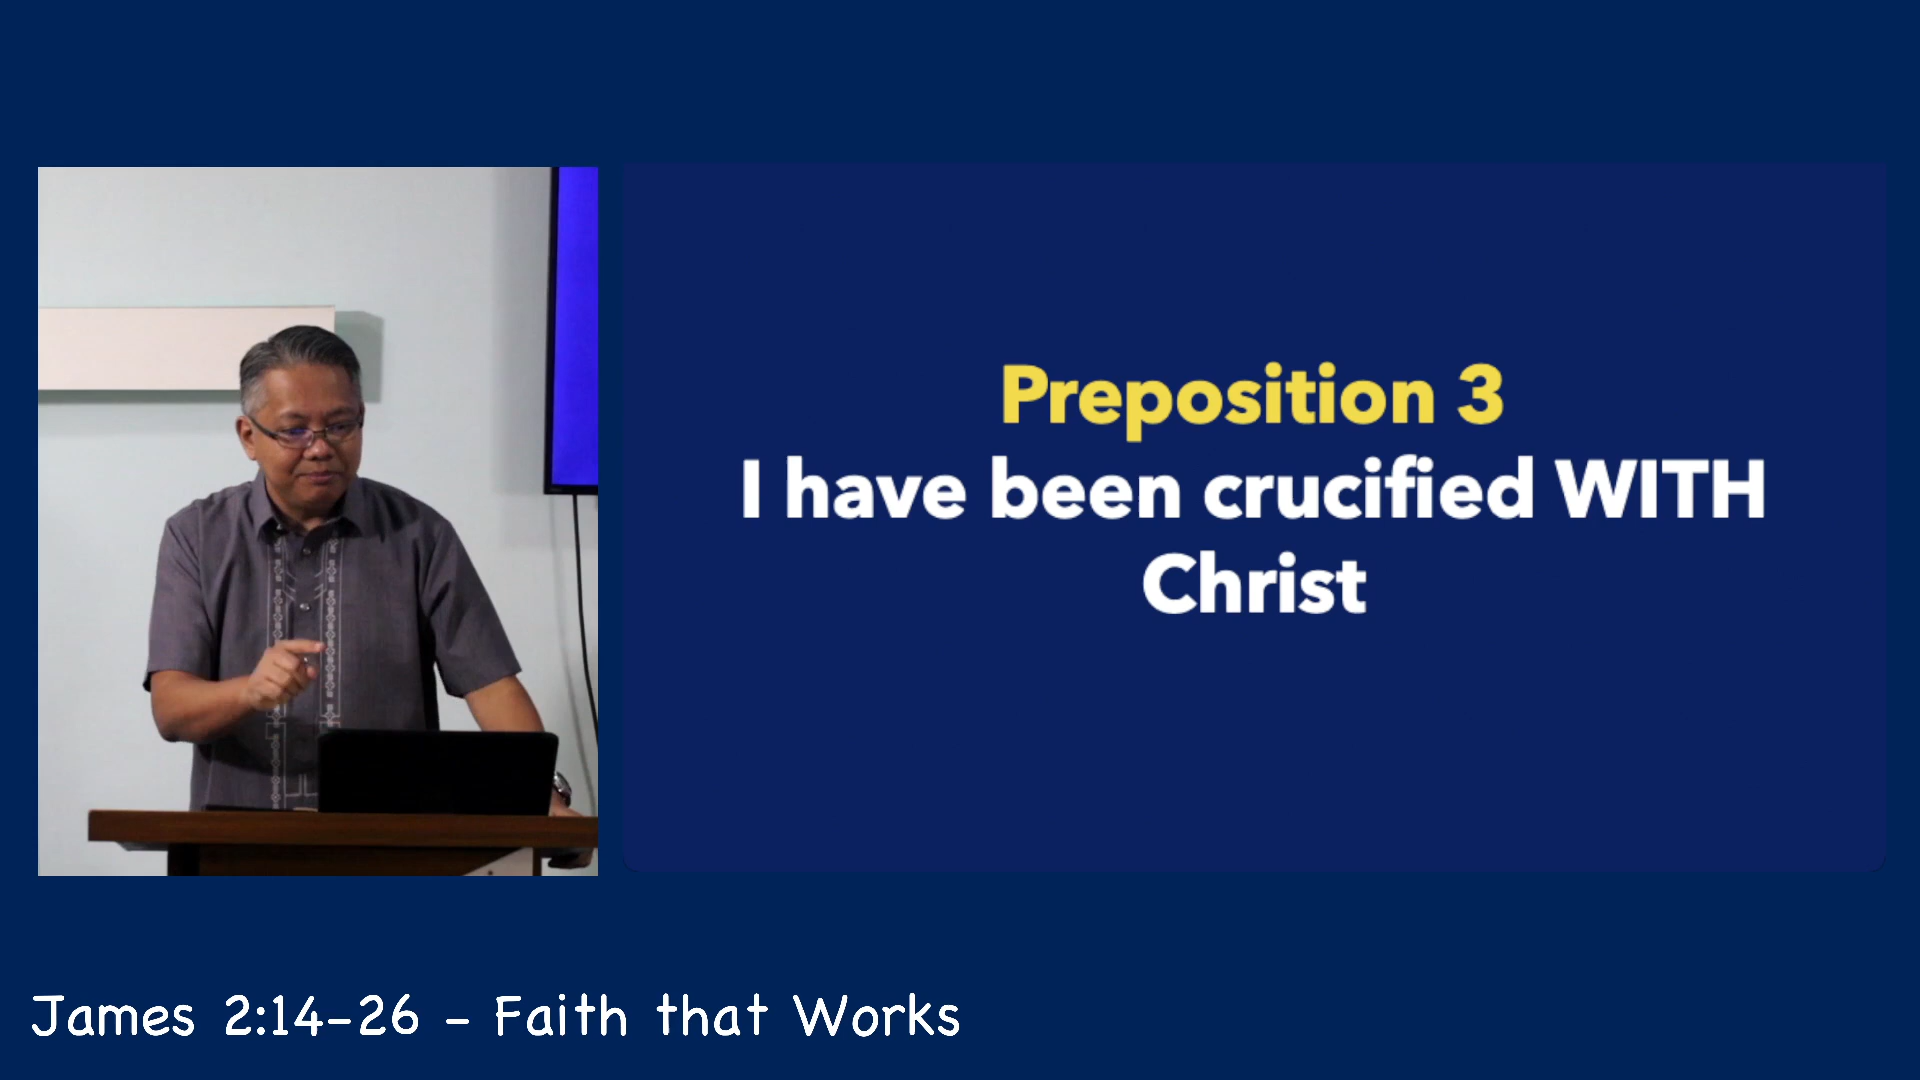 Preposition 3
I have been crucified WITH
Christ
James 2:14-26 - Faith that Works